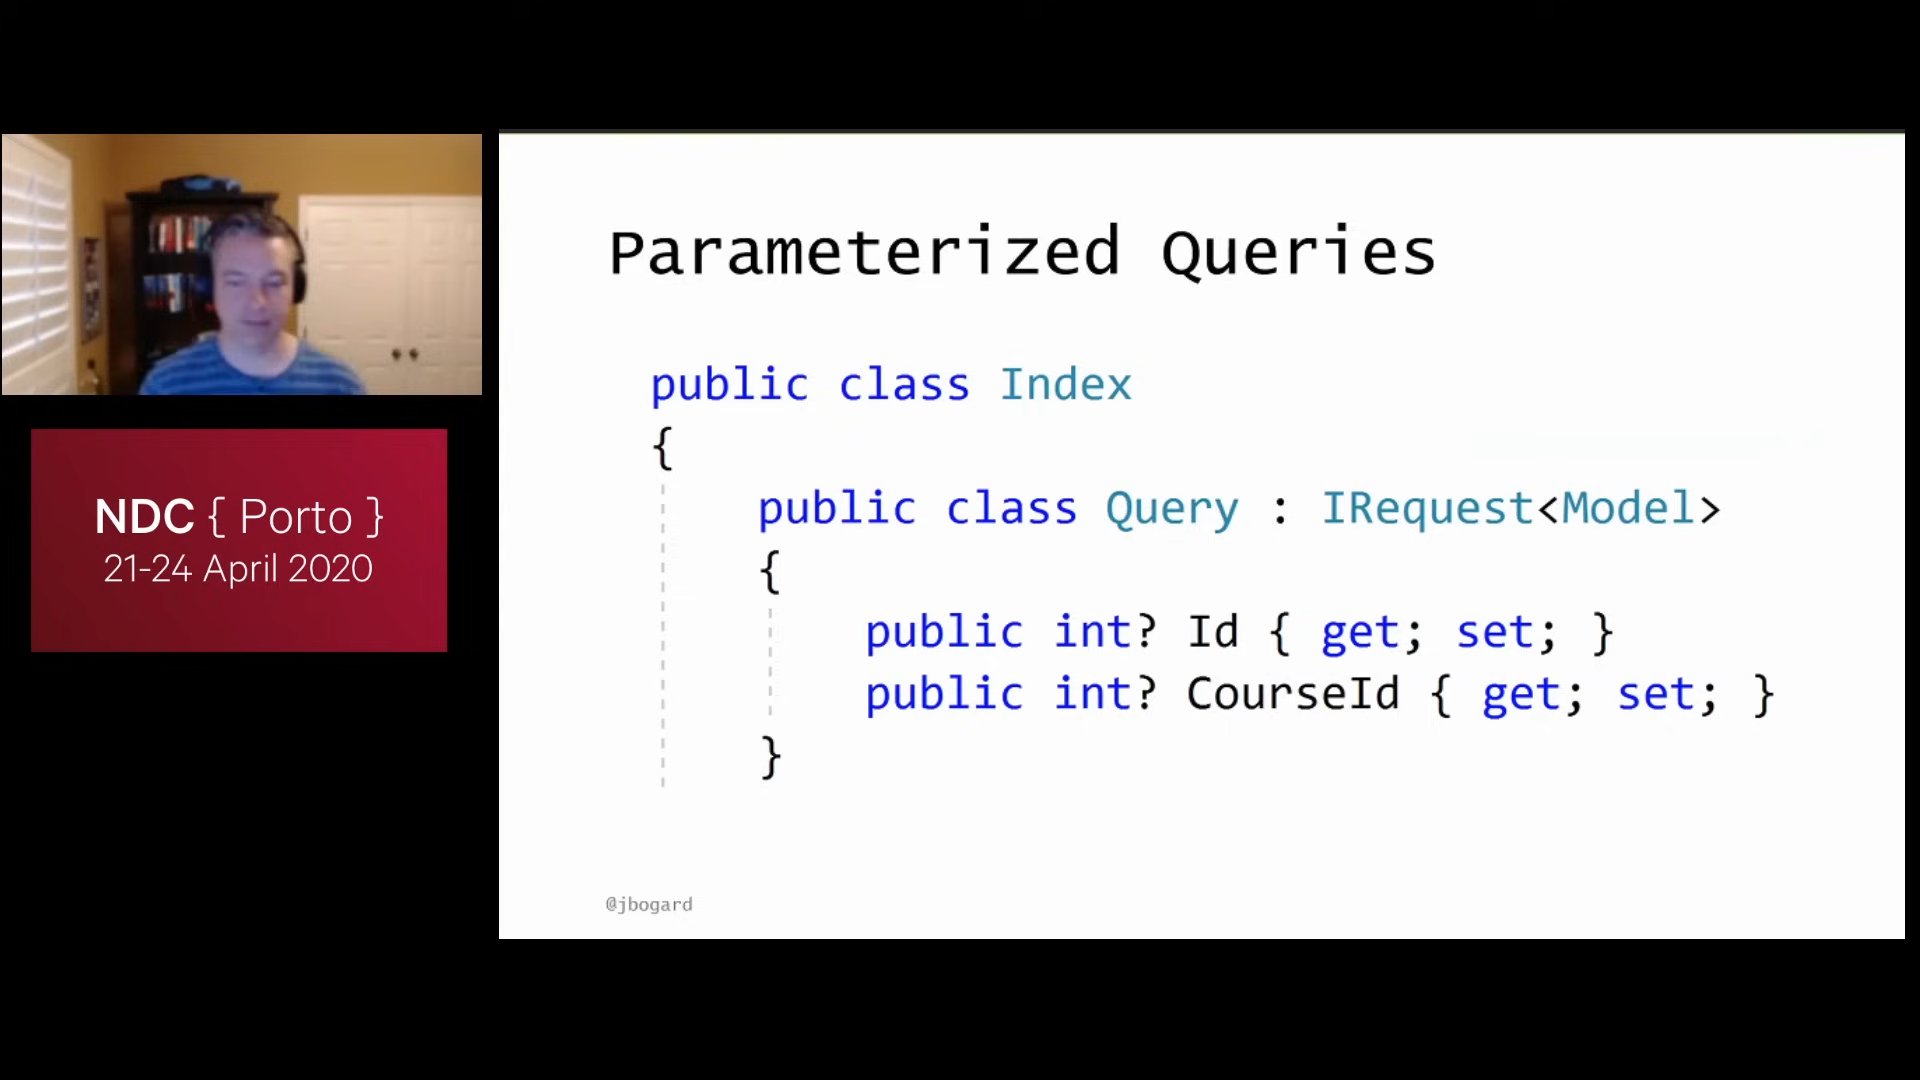 NDC { Porto }
21-24 April 2020
Parameterized Queries
public class Index
{
public class Query : IRequest<Model>
{
public int? Id { get; set; }
public int? CourseId { get; set; }
}
@jbogard